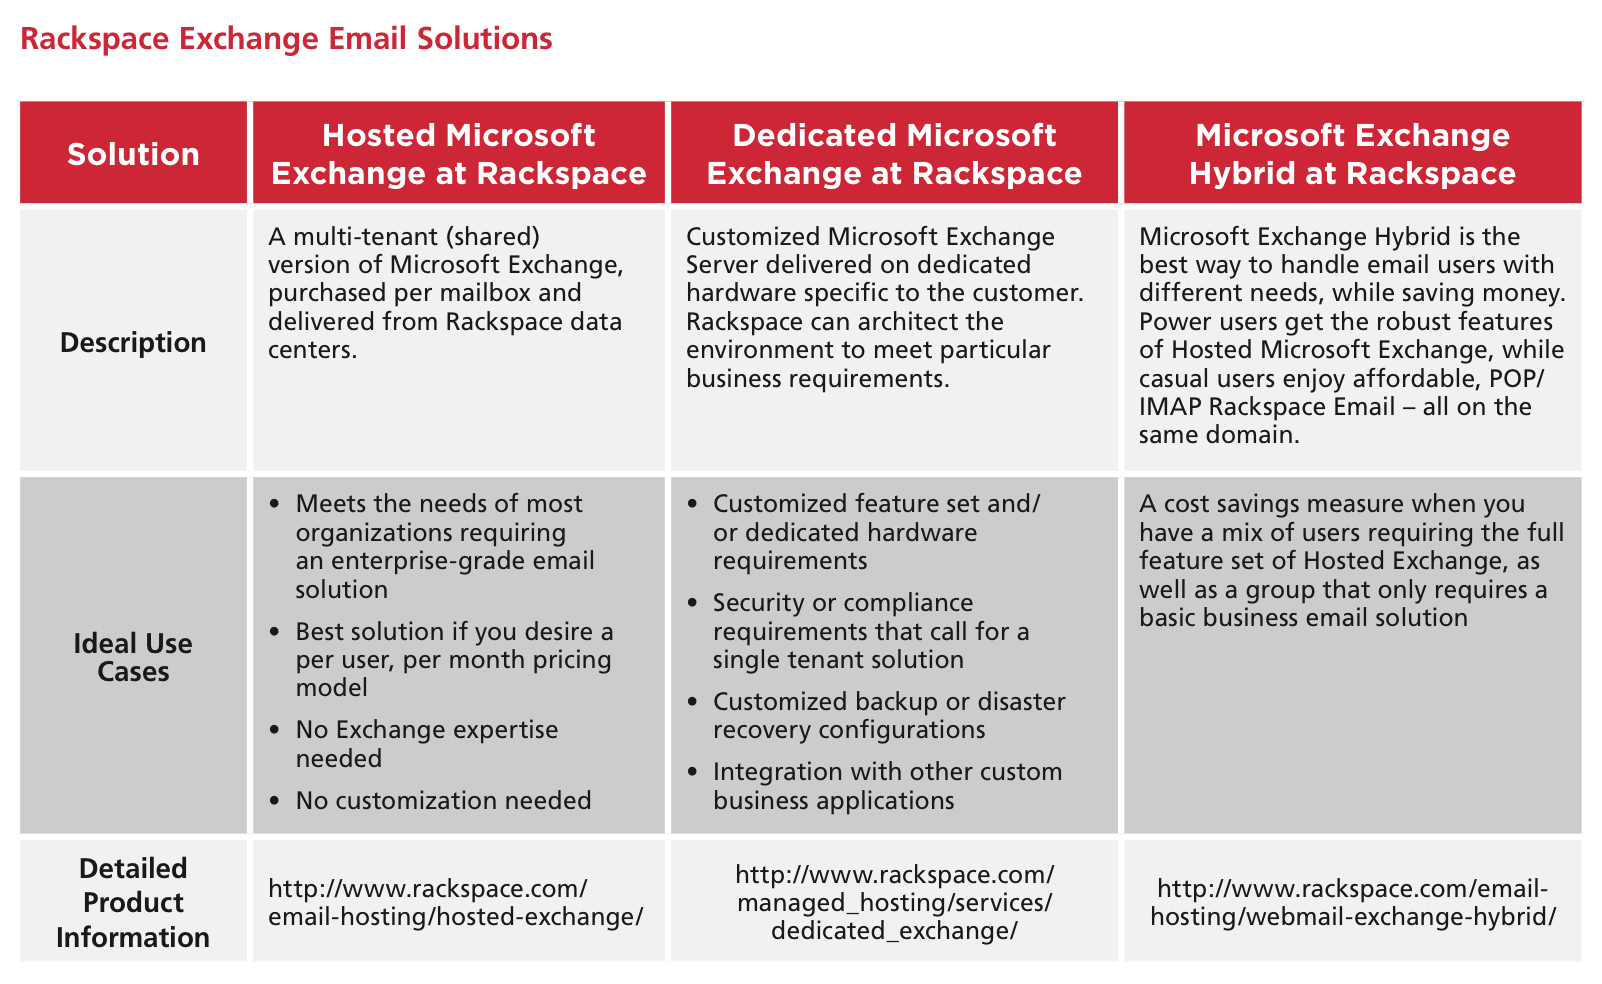 Rackspace Exchange Email Solutions
Solution
Hosted Microsoft
Exchange at Rackspace
Dedicated Microsoft
Exchange at Rackspace
Microsoft Exchange
Hybrid at Rackspace
Description
A multi-tenant (shared)
version of Microsoft Exchange,
purchased per mailbox and
delivered from Rackspace data
centers.
Customized Microsoft Exchange
Server delivered on dedicated
hardware specific to the customer.
Rackspace can architect the
environment to meet particular
business requirements.
Microsoft Exchange Hybrid is the
best way to handle email users with
different needs, while saving money.
Power users get the robust features
of Hosted Microsoft Exchange, while
casual users enjoy affordable, POP/
IMAP Rackspace Email – all on the
same domain.
Ideal Use
Cases
• Meets the needs of most
organizations requiring
an enterprise-grade email
solution
• Best solution if you desire a
per user, per month pricing
model
• No Exchange expertise
needed
• No customization needed
• Customized feature set and/
or dedicated hardware
requirements
• Security or compliance
requirements that call for a
single tenant solution
• Customized backup or disaster
recovery configurations
• Integration with other custom
business applications
A cost savings measure when you
have a mix of users requiring the full
feature set of Hosted Exchange, as
well as a group that only requires a
basic business email solution
Detailed
Product
Information
http://www.rackspace.com/
email-hosting/hosted-exchange/
http://www.rackspace.com/
managed_hosting/services/
dedicated_exchange/
http://www.rackspace.com/email-
hosting/webmail-exchange-hybrid/